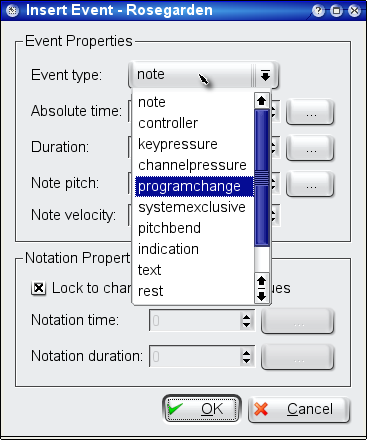 Insert Event - Rosegarden
Event Properties
Event type: note
note
Absolute time: ...
controller
keypressure
Duration: ...
channelpressure
Note pitch: ...
programchange
Note velocity:
systemexclusive
pitchbend
indication
Notation Propert
text
Lock to chan ues
rest
Notation time: 0 ...
Notation duration: 0 ...
OK Cancel